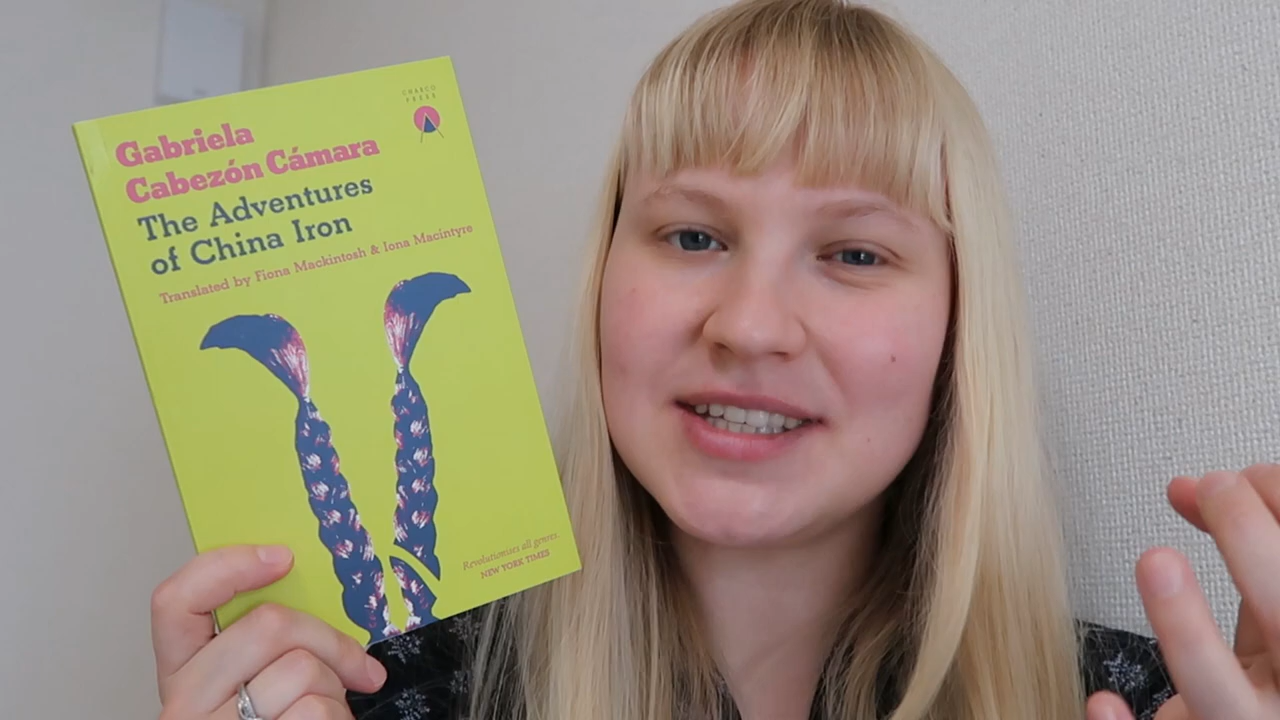 CHARCO
PRESS
Gabriela
Cabezón Cámara
The Adventures
of China Iron
Translated by Fiona Mackintosh & Iona Macintyre
Revolutionises all genres.
NEW YORK TIMES